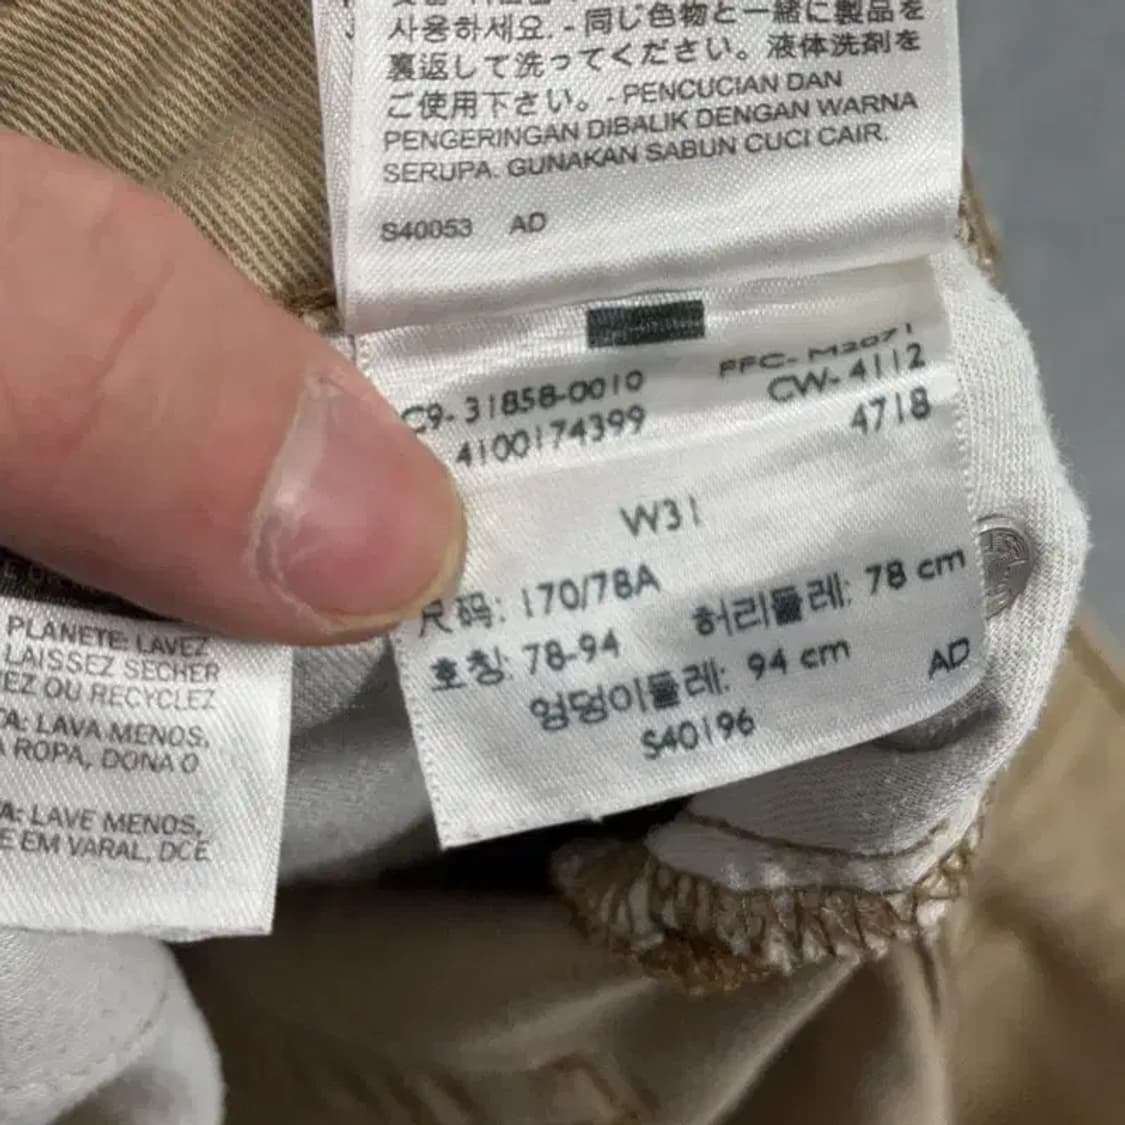 사용하세요. - 同じ色物と一緒に製品を
裏返して洗ってください。液体洗剤を
ご使用下さい。- PENCUCIAN DAN
PENGERINGAN DIBALIK DENGAN WARNA
SERUPA. GUNAKAN SABUN CUCI CAIR.
S40053 AD
C9- 31858-0010 PFC- M2071
4100174399 CW- 4112
4718
W31
尺码: 170/78A
호칭: 78-94 허리둘레: 78 cm
엉덩이둘레: 94 cm AD
S40196
PLANETE: LAVEZ
LAISSEZ SECHER
EZ OU RECYCLEZ
TA: LAVA MENOS,
A ROPA, DONA O
A: LAVE MENOS,
E EM VARAL, DCE